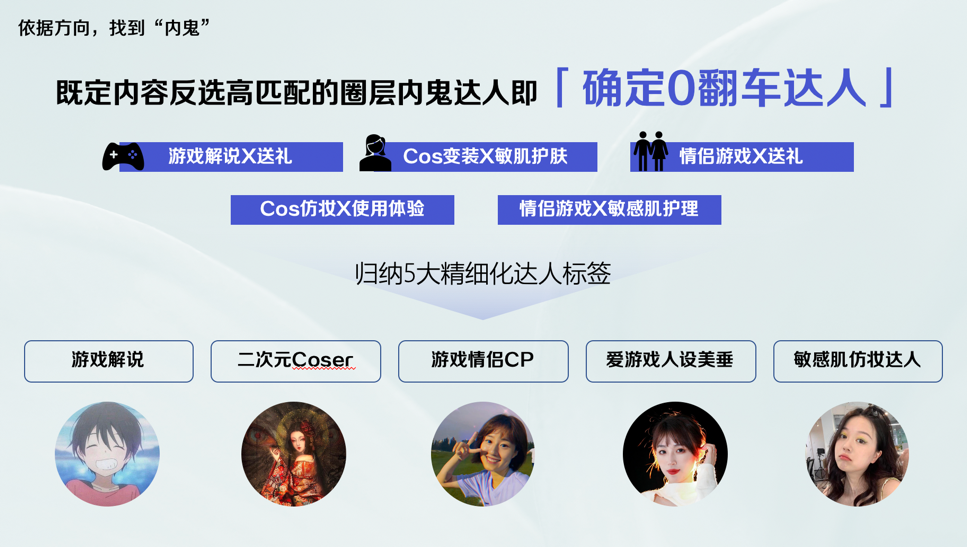 依据方向，找到“内鬼”
既定内容反选高匹配的圈层内鬼达人即「确定0翻车达人」
游戏解说X送礼
Cos变装X敏肌护肤
情侣游戏X送礼
Cos仿妆X使用体验
情侣游戏X敏感肌护理
归纳5大精细化达人标签
游戏解说
二次元Coser
游戏情侣CP
爱游戏人设美垂
敏感肌仿妆达人